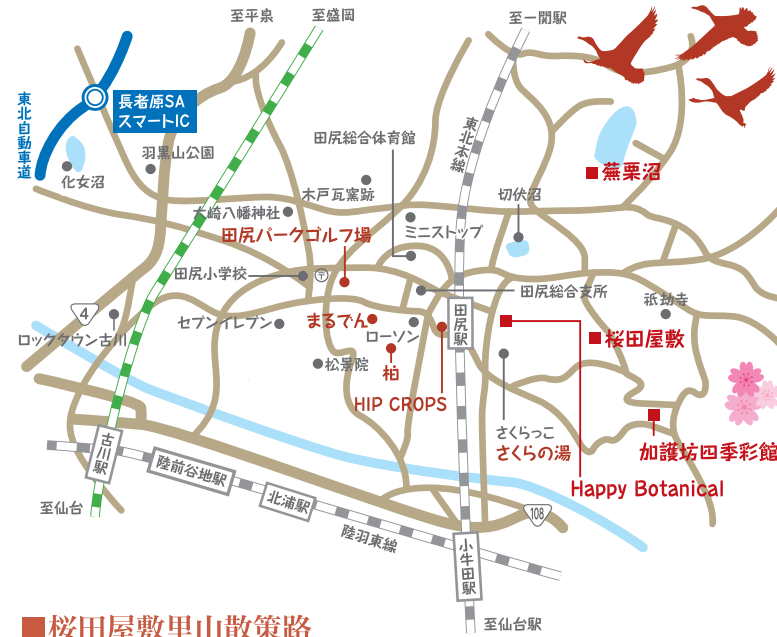 至平泉
至盛岡
至一関駅
東北自動車道
長者原SA
スマートIC
羽黒山公園
化女沼
田尻総合体育館
東北本線
蕪栗沼
木戸瓦窯跡
切伏沼
大崎八幡神社
ミニストップ
田尻パークゴルフ場
田尻小学校
〒
田尻総合支所
祇劫寺
4
ロックタウン古川
セブンイレブン
まるでん
ローソン
田尻駅
桜田屋敷
松景院
柏
HIP CROPS
さくらっこ
さくらの湯
加護坊四季彩館
古川駅
陸前谷地駅
北浦駅
Happy Botanical
至仙台
108
陸羽東線
小牛田駅
至仙台駅
桜田屋敷里山散策路